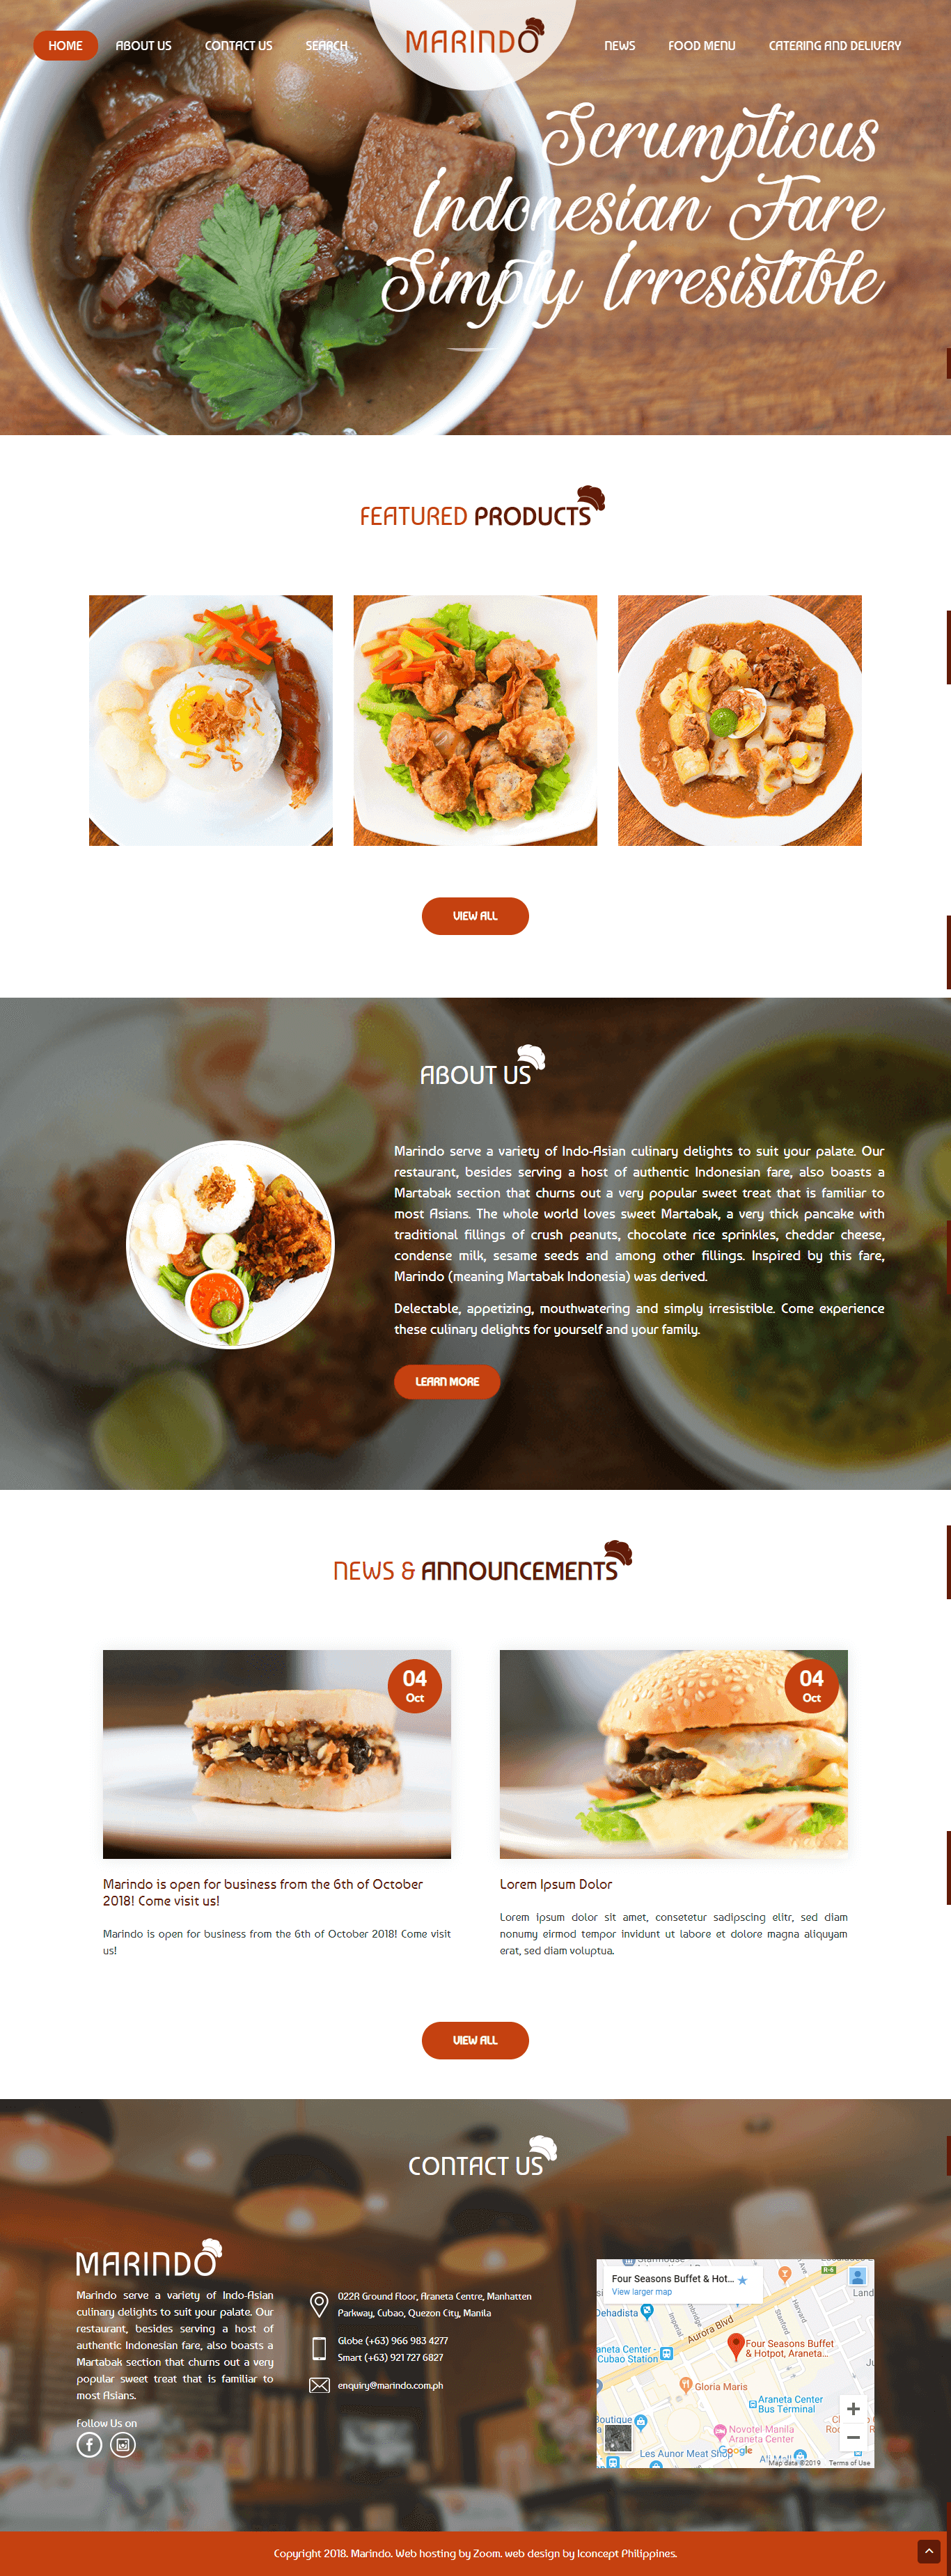 HOME ABOUT US CONTACT US SEARCH MARINDO NEWS FOOD MENU CATERING AND DELIVERY
Scrumptious
Indonesian Fare
Simply Irresistible
FEATURED PRODUCTS
VIEW ALL
ABOUT US
Marindo serve a variety of Indo-Asian culinary delights to suit your palate. Our
restaurant, besides serving a host of authentic Indonesian fare, also boasts a
Martabak section that churns out a very popular sweet treat that is familiar to
most Asians. The whole world loves sweet Martabak, a very thick pancake with
traditional fillings of crush peanuts, chocolate rice sprinkles, cheddar cheese,
condense milk, sesame seeds and among other fillings. Inspired by this fare,
Marindo (meaning Martabak Indonesia) was derived.
Delectable, appetizing, mouthwatering and simply irresistible. Come experience
these culinary delights for yourself and your family.
LEARN MORE
NEWS & ANNOUNCEMENTS
04
Oct
Marindo is open for business from the 6th of October
2018! Come visit us!
Marindo is open for business from the 6th of October 2018! Come visit
us!
04
Oct
Lorem Ipsum Dolor
Lorem ipsum dolor sit amet, consetetur sadipscing elitr, sed diam
nonumy eirmod tempor invidunt ut labore et dolore magna aliquyam
erat, sed diam voluptua.
VIEW ALL
CONTACT US
MARINDO
Marindo serve a variety of Indo-Asian
culinary delights to suit your palate. Our
restaurant, besides serving a host of
authentic Indonesian fare, also boasts a
Martabak section that churns out a very
popular sweet treat that is familiar to
most Asians.
Follow Us on
022R Ground Floor, Araneta Centre, Manhatten
Parkway, Cubao, Quezon City, Manila
Globe (+63) 966 983 4277
Smart (+63) 921 727 6827
enquiry@marindo.com.ph
Four Seasons Buffet & Hot...
View larger map
R-6
Land
Dehadista
Imperial
Stanford
Harvard
Aurora Blvd
Four Seasons Buffet
& Hotpot, Araneta...
aneta Center -
Cubao Station
Gloria Maris
Araneta Center
Bus Terminal
Boutique
Novotel Manila
Araneta Center
Les Aunor Meat Shop
Google
Ali Mall
Map data ©2019 Terms of Use
Copyright 2018. Marindo. Web hosting by Zoom. web design by Iconcept Philippines.